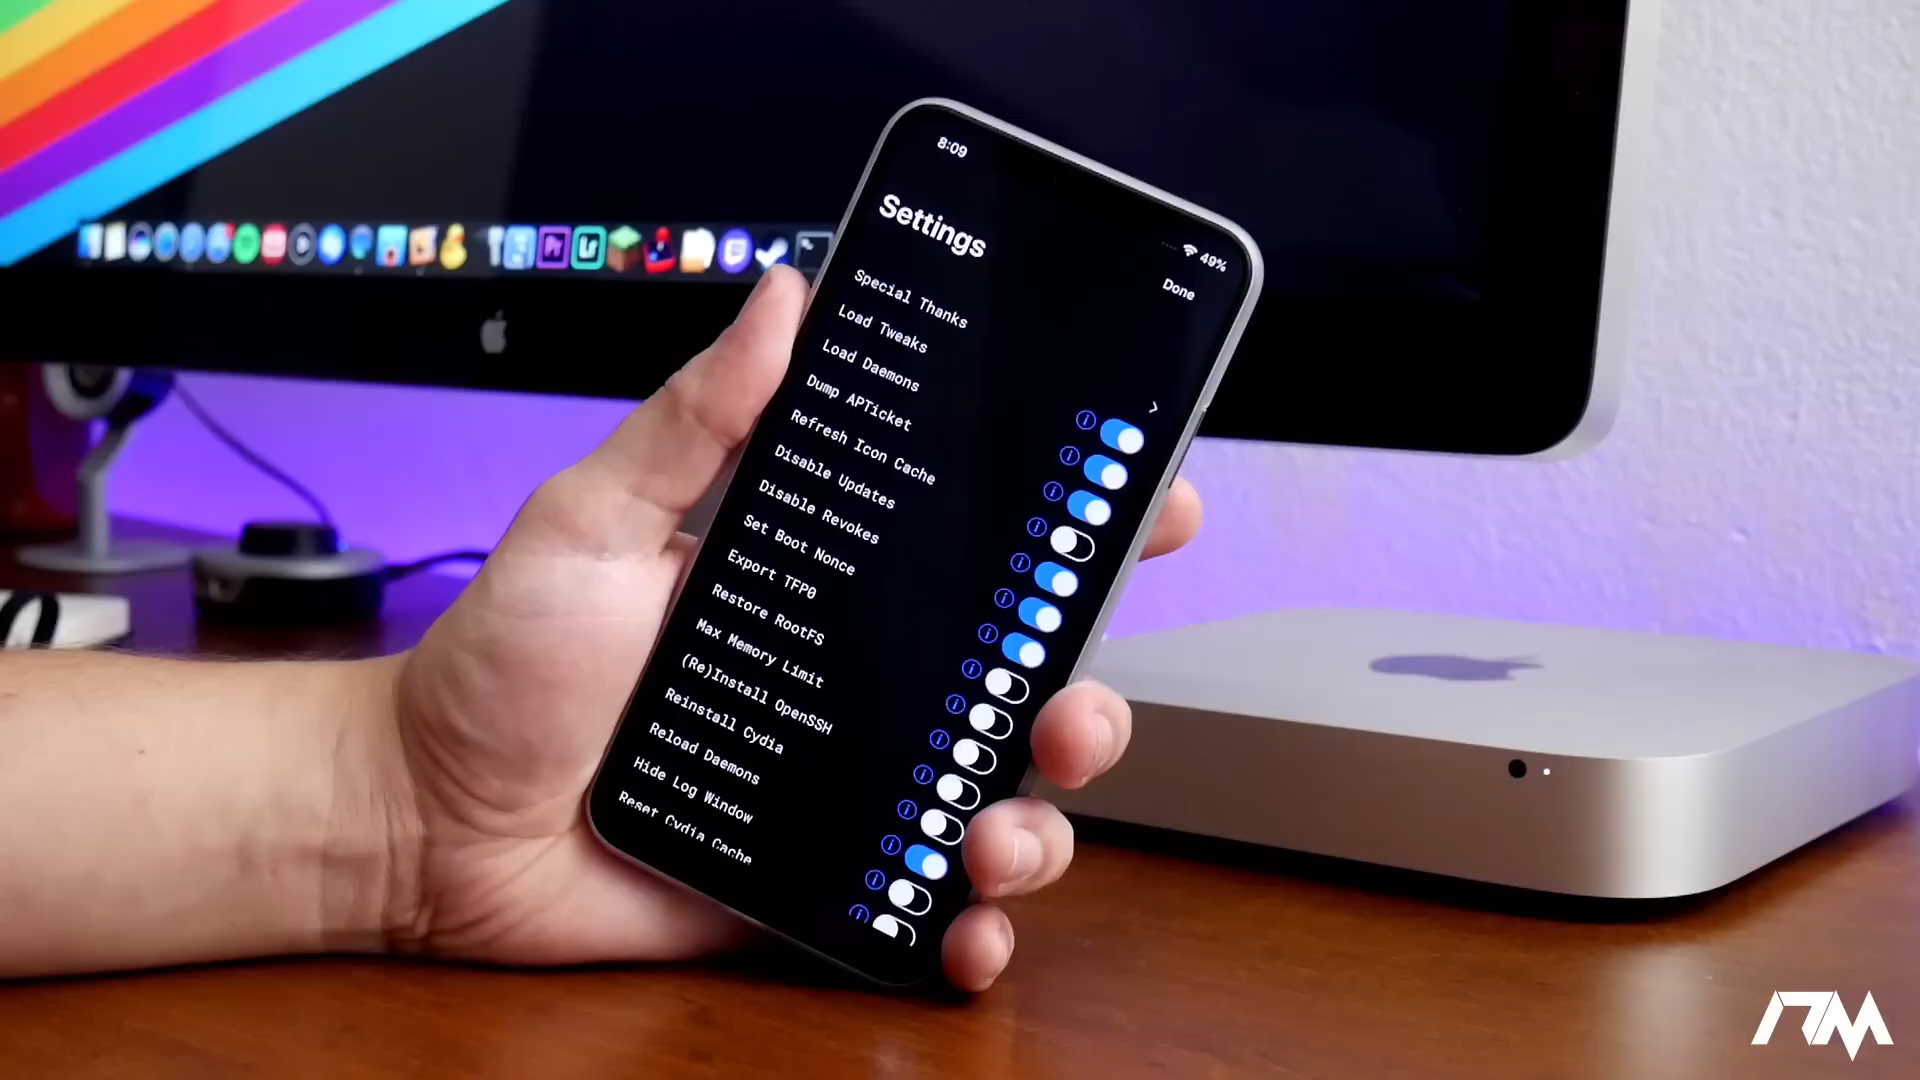 8:09
49%
Settings
Done
Special Thanks
Load Tweaks
Load Daemons
Dump APTicket
Refresh Icon Cache
Disable Updates
Disable Revokes
Set Boot Nonce
Export TFP0
Restore RootFS
Max Memory Limit
(Re)Install OpenSSH
Reinstall Cydia
Reload Daemons
Hide Log Window
Reset Cydia Cache
Pr
Lr